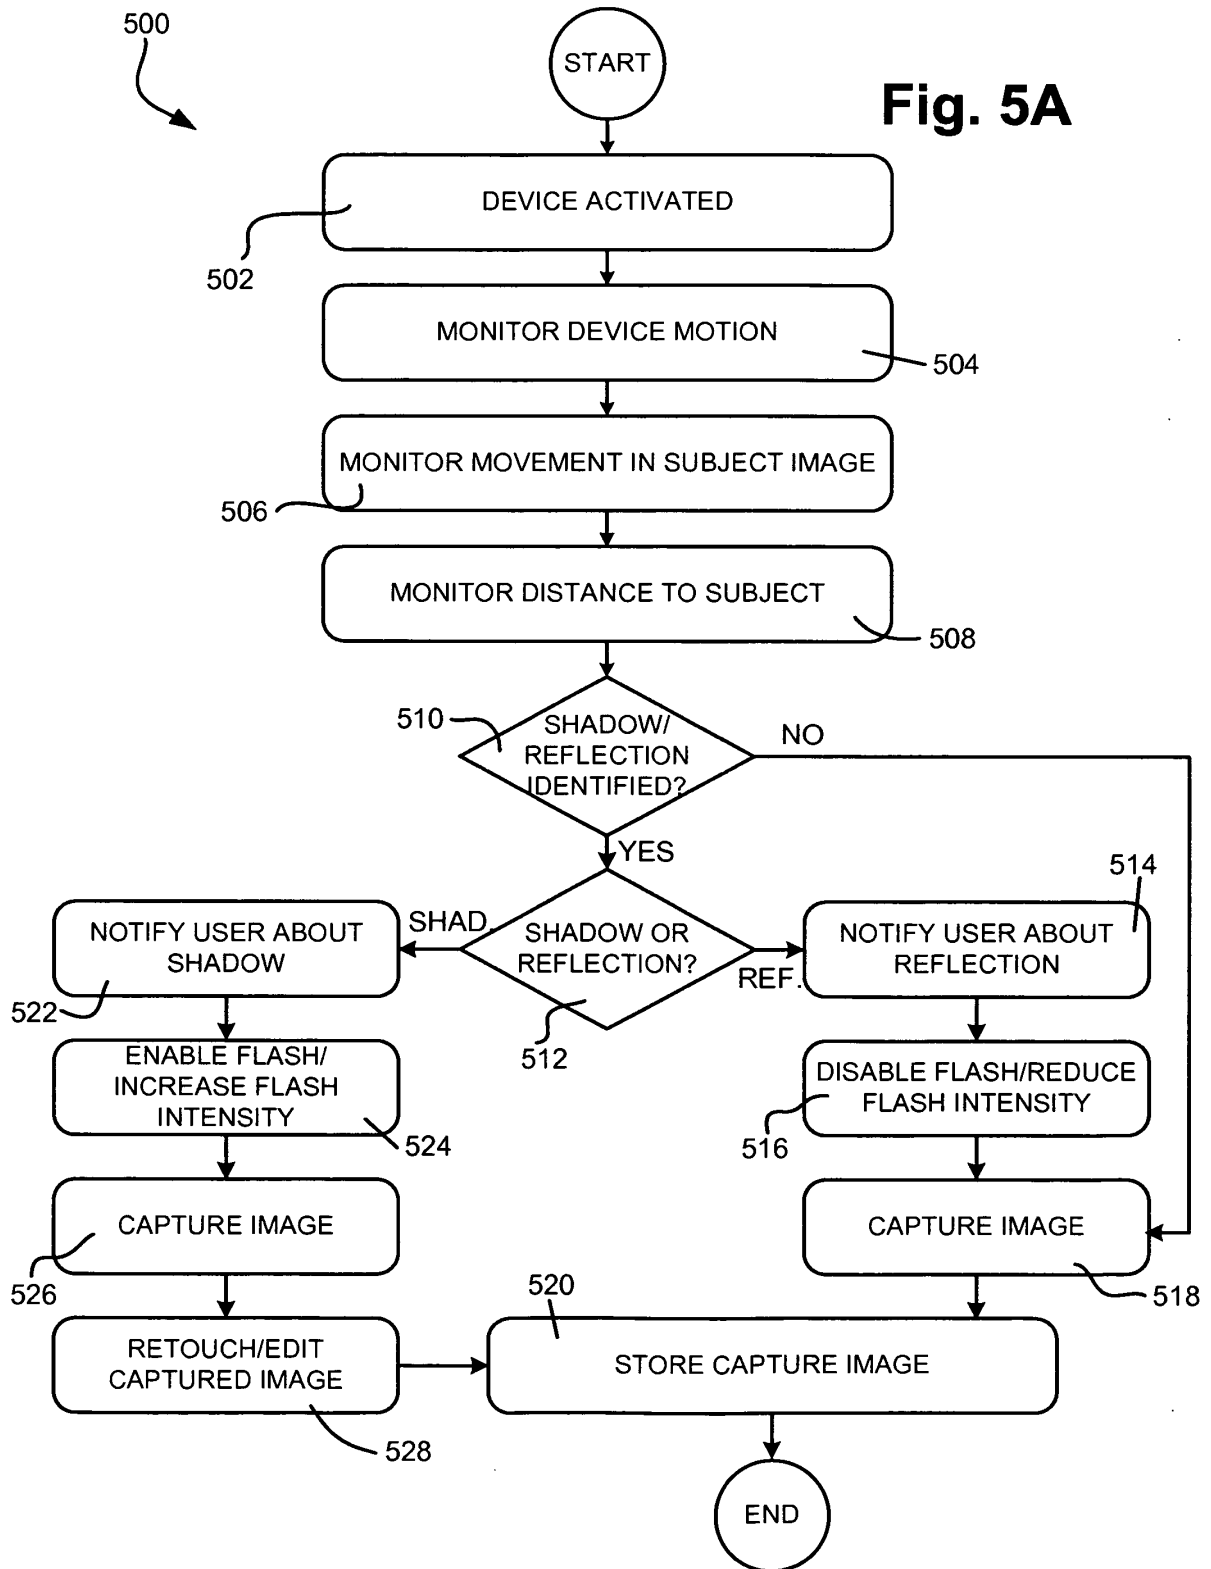 500
START
Fig. 5A
DEVICE ACTIVATED
502
MONITOR DEVICE MOTION
504
MONITOR MOVEMENT IN SUBJECT IMAGE
506
MONITOR DISTANCE TO SUBJECT
508
510
SHADOW/
REFLECTION
IDENTIFIED?
NO
YES
514
NOTIFY USER ABOUT
SHADOW
SHAD.
SHADOW OR
REFLECTION?
REF.
NOTIFY USER ABOUT
REFLECTION
522
512
ENABLE FLASH/
INCREASE FLASH
INTENSITY
DISABLE FLASH/REDUCE
FLASH INTENSITY
524
516
CAPTURE IMAGE
CAPTURE IMAGE
526
520
518
RETOUCH/EDIT
CAPTURED IMAGE
STORE CAPTURE IMAGE
528
END